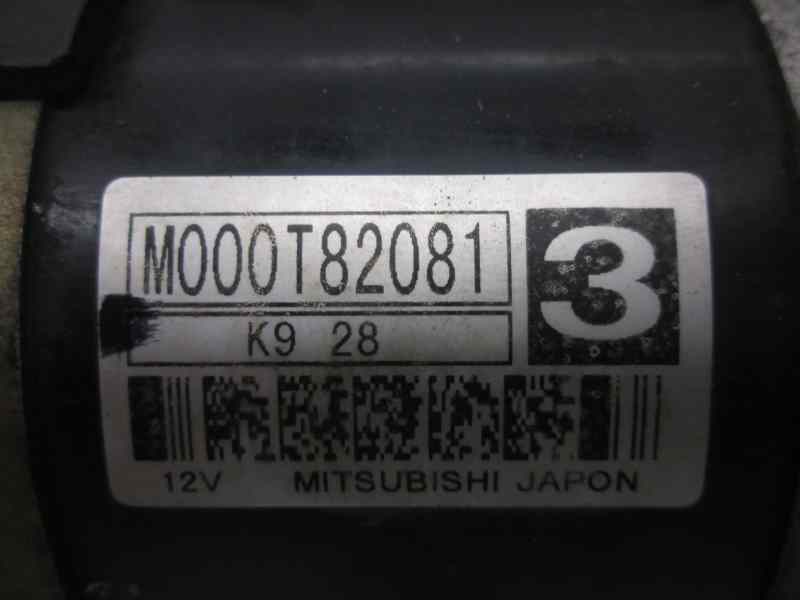 M000T82081
3
K9 28
12V MITSUBISHI JAPON